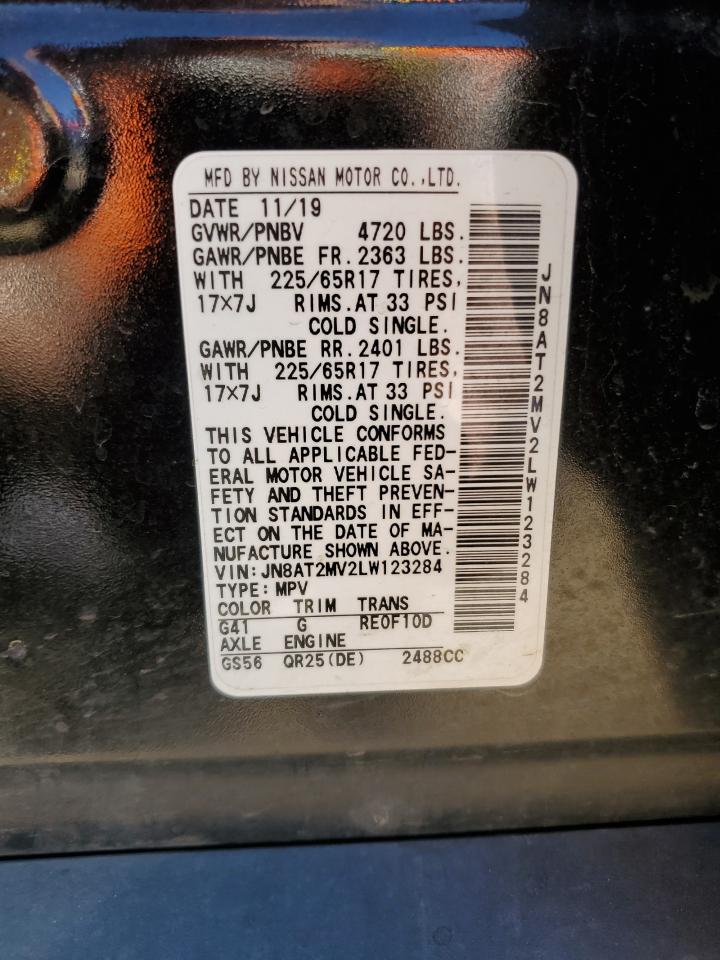 MFD BY NISSAN MOTOR CO.,LTD.
DATE 11/19
GVWR/PNBV 4720 LBS.
GAWR/PNBE FR.2363 LBS.
WITH 225/65R17 TIRES,
17×7J RIMS.AT 33 PSI
COLD SINGLE.
GAWR/PNBE RR.2401 LBS.
WITH 225/65R17 TIRES,
17×7J RIMS.AT 33 PSI
COLD SINGLE.
THIS VEHICLE CONFORMS
TO ALL APPLICABLE FED-
ERAL MOTOR VEHICLE SA-
FETY AND THEFT PREVEN-
TION STANDARDS IN EFF-
ECT ON THE DATE OF MA-
NUFACTURE SHOWN ABOVE.
VIN:JN8AT2MV2LW123284
TYPE:MPV
COLOR TRIM TRANS
G41 G RE0F10D
AXLE ENGINE
GS56 QR25(DE) 2488CC
JN8AT2MV2LW123284